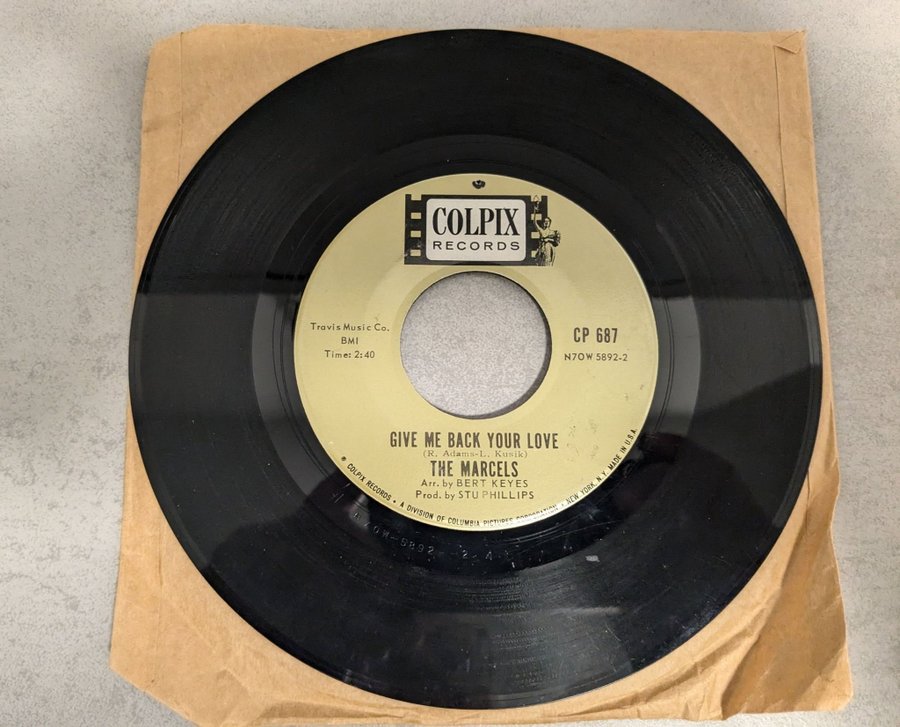 COLPIX
RECORDS
Travis Music Co.
BMI
Time: 2:40
CP 687
N7OW 5892-2
GIVE ME BACK YOUR LOVE
(R. Adams-L. Kusik)
THE MARCELS
Arr. by BERT KEYES
Prod. by STU PHILLIPS
COLPIX RECORDS • A DIVISION OF COLUMBIA PICTURES CORPORATION • NEW YORK, N.Y. MADE IN U.S.A.
5892